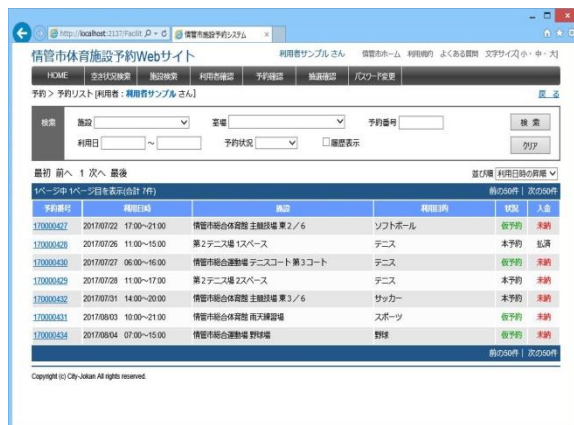 http://localhost:2137/Facilit
情管市施設予約システム
情管市体育施設予約Webサイト
利用者サンプル さん 情管市ホーム 利用規約 よくある質問 文字サイズ[小・中・大]
HOME 空き状況検索 施設検索 利用者確認 予約確認 抽選確認 パスワード変更
予約 > 予約リスト [利用者：利用者サンプル さん] 戻る
検索 施設 室場 予約番号 検 索
利用日 ～ 予約状況 履歴表示 クリア
最初 前へ 1 次へ 最後 並び順 利用日時の昇順
1ページ中 1ページ目を表示(合計 7件) 前の50件 | 次の50件
予約番号 利用日時 施設 利用目的 状況 入金
170000427 2017/07/22 17:00～21:00 情管市総合体育館 主競技場 東２／６ ソフトボール 仮予約 未納
170000428 2017/07/26 11:00～15:00 第２テニス場 1スペース テニス 本予約 払済
170000430 2017/07/27 06:00～16:00 情管市総合運動場 テニスコート 第３コート テニス 仮予約 未納
170000429 2017/07/28 11:00～17:00 第２テニス場 2スペース テニス 本予約 未納
170000432 2017/07/31 14:00～20:00 情管市総合体育館 主競技場 東３／６ サッカー 本予約 未納
170000431 2017/08/03 10:00～21:00 情管市総合体育館 雨天練習場 スポーツ 仮予約 未納
170000434 2017/08/04 07:00～15:00 情管市総合運動場 野球場 野球 仮予約 未納
前の50件 | 次の50件
Copyright (c) City-Jokan All rights reserved.